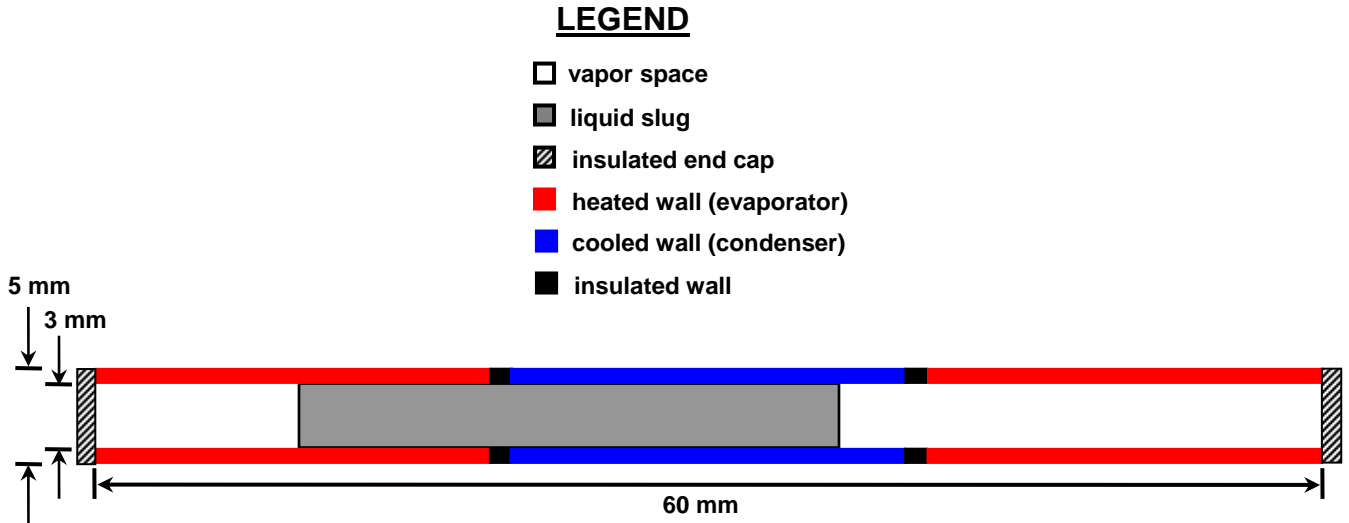 LEGEND
vapor space
liquid slug
insulated end cap
heated wall (evaporator)
cooled wall (condenser)
insulated wall
5 mm
3 mm
60 mm